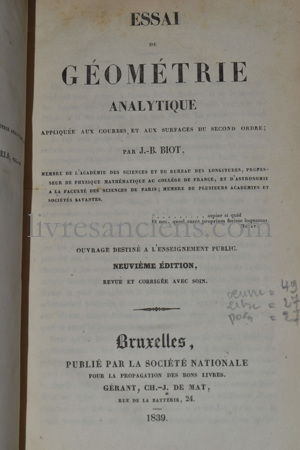 ESSAI
DE
GÉOMÉTRIE
ANALYTIQUE
APPLIQUÉE AUX COURBES ET AUX SURFACES DU SECOND ORDRE;
PAR J.-B. BIOT,
MEMBRE DE L'ACADÉMIE DES SCIENCES ET DU BUREAU DES LONGITUDES, PROFES-
SEUR DE PHYSIQUE MATHÉMATIQUE AU COLLÈGE DE FRANCE, ET D'ASTRONOMIE
A LA FACULTÉ DES SCIENCES DE PARIS; MEMBRE DE PLUSIEURS ACADÉMIES ET
SOCIÉTÉS SAVANTES.
si quid
livresanciens.com
OUVRAGE DESTINÉ A L'ENSEIGNEMENT PUBLIC.
NEUVIÈME ÉDITION,
REVUE ET CORRIGÉE AVEC SOIN.
Bruxelles,
PUBLIÉ PAR LA SOCIÉTÉ NATIONALE
POUR LA PROPAGATION DES BONS LIVRES.
GÉRANT, CH.-J. DE MAT,
RUE DE LA BATTERIE, 24.
1839.